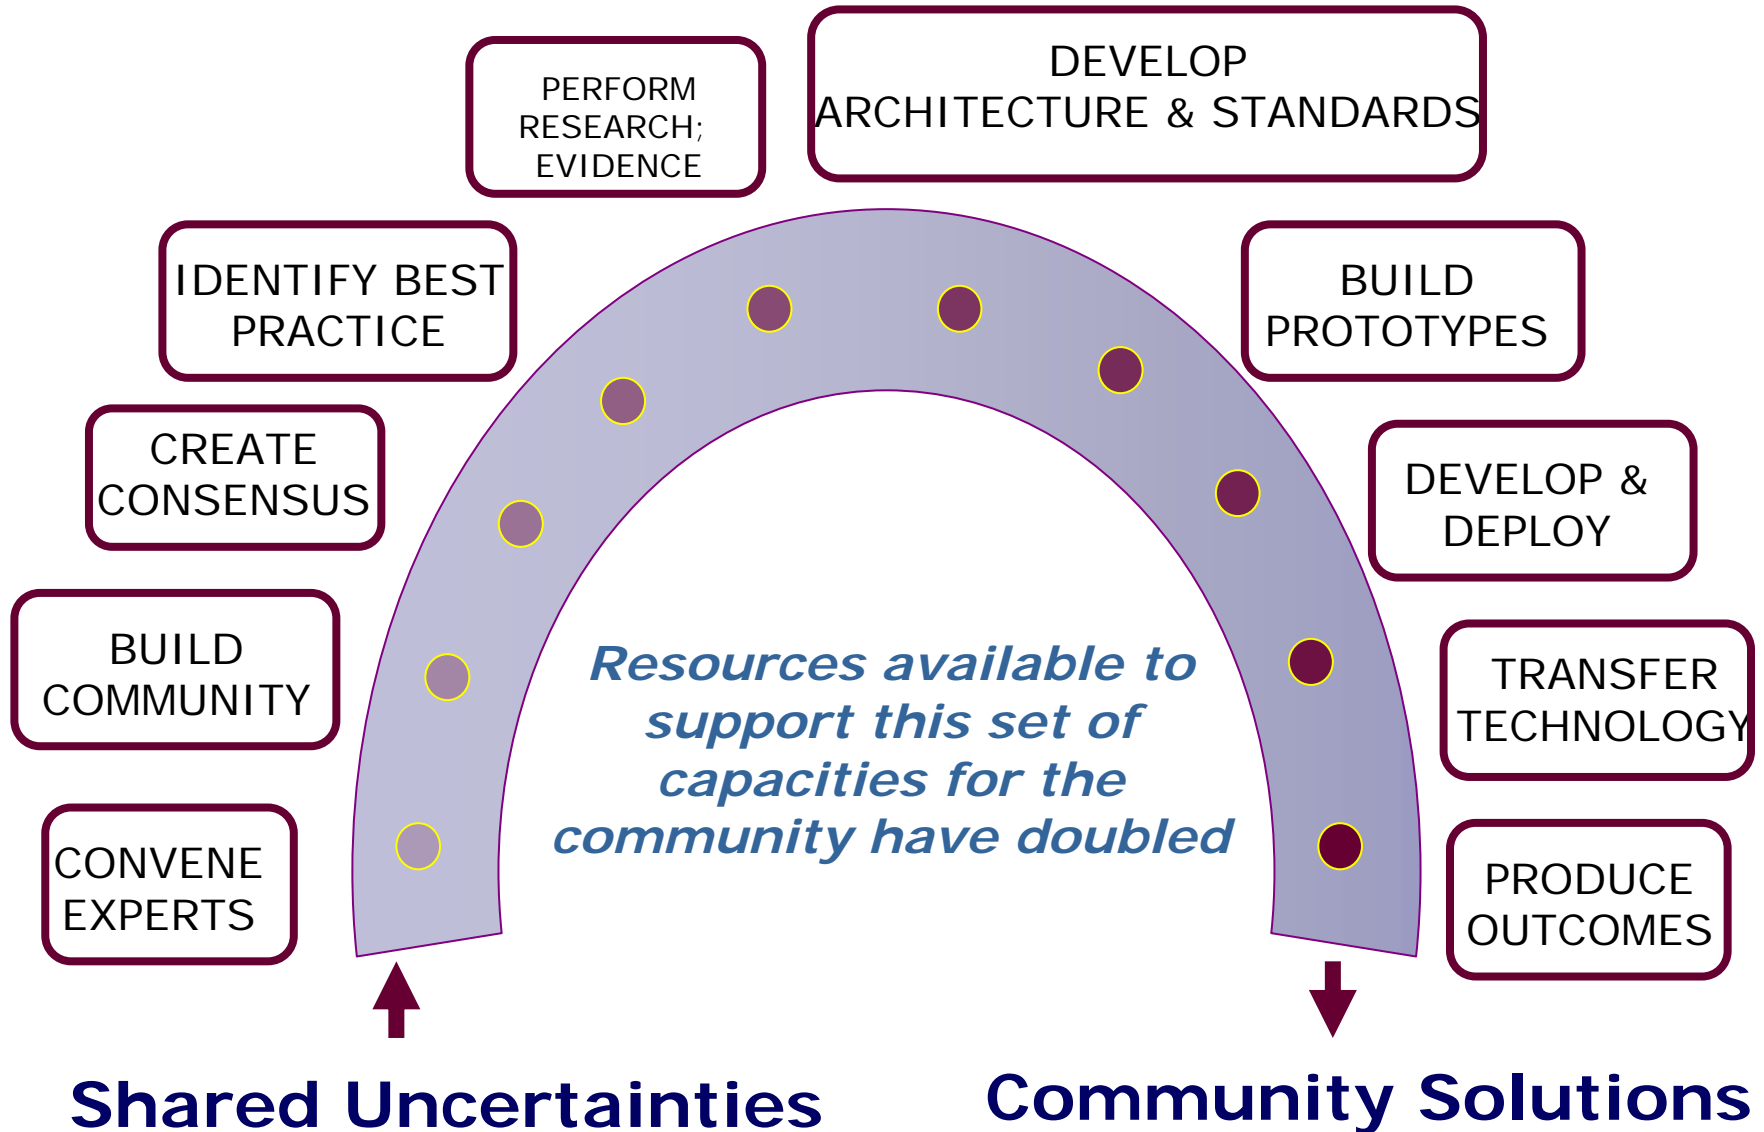 CONVENE
EXPERTS
BUILD
COMMUNITY
CREATE
CONSENSUS
IDENTIFY BEST
PRACTICE
PERFORM
RESEARCH;
EVIDENCE
DEVELOP
ARCHITECTURE & STANDARDS
BUILD
PROTOTYPES
DEVELOP &
DEPLOY
TRANSFER
TECHNOLOGY
PRODUCE
OUTCOMES
Resources available to
support this set of
capacities for the
community have doubled
Shared Uncertainties
Community Solutions